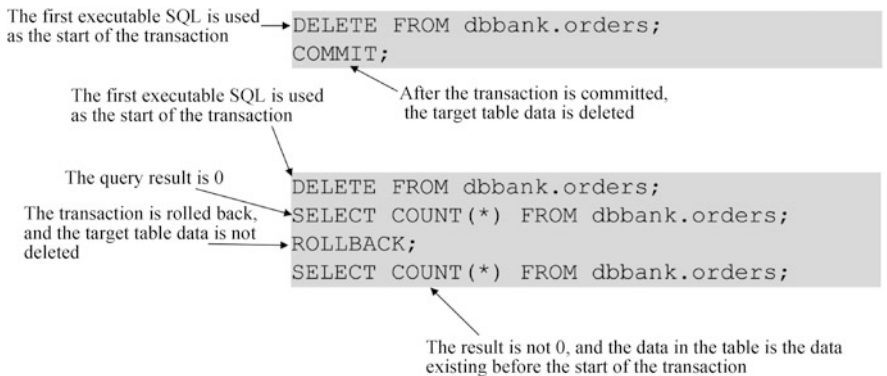 The first executable SQL is used
as the start of the transaction
DELETE FROM dbbank.orders;
COMMIT;
After the transaction is committed,
the target table data is deleted
The first executable SQL is used
as the start of the transaction
The query result is 0
The transaction is rolled back,
and the target table data is not
deleted
DELETE FROM dbbank.orders;
SELECT COUNT(*) FROM dbbank.orders;
ROLLBACK;
SELECT COUNT(*) FROM dbbank.orders;
The result is not 0, and the data in the table is the data
existing before the start of the transaction